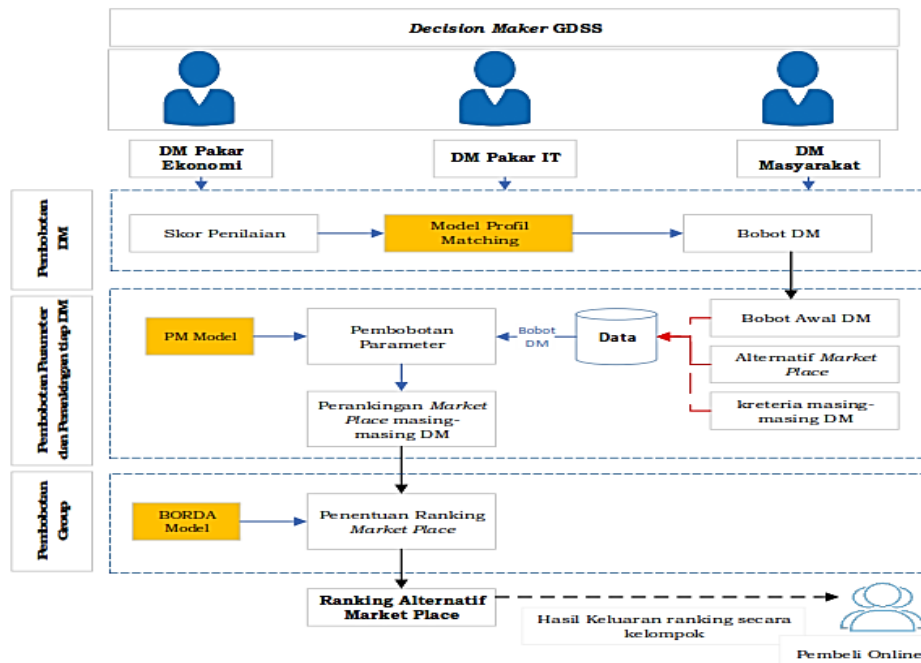 Decision Maker GDSS
DM Pakar
Ekonomi
DM Pakar IT
DM
Masyarakat
Pembobotan
DM
Skor Penilaian
Model Profil
Matching
Bobot DM
Pembobotan Parameter
dan Perankingan tiap DM
PM Model
Pembobotan
Parameter
Bobot
DM
Data
Bobot Awal DM
Alternatif Market
Place
kreteria masing-
masing DM
Perankingan Market
Place masing-
masing DM
Pembobotan
Group
BORDA
Model
Penentuan Ranking
Market Place
Ranking Alternatif
Market Place
Hasil Keluaran ranking secara
kelompok
Pembeli Online